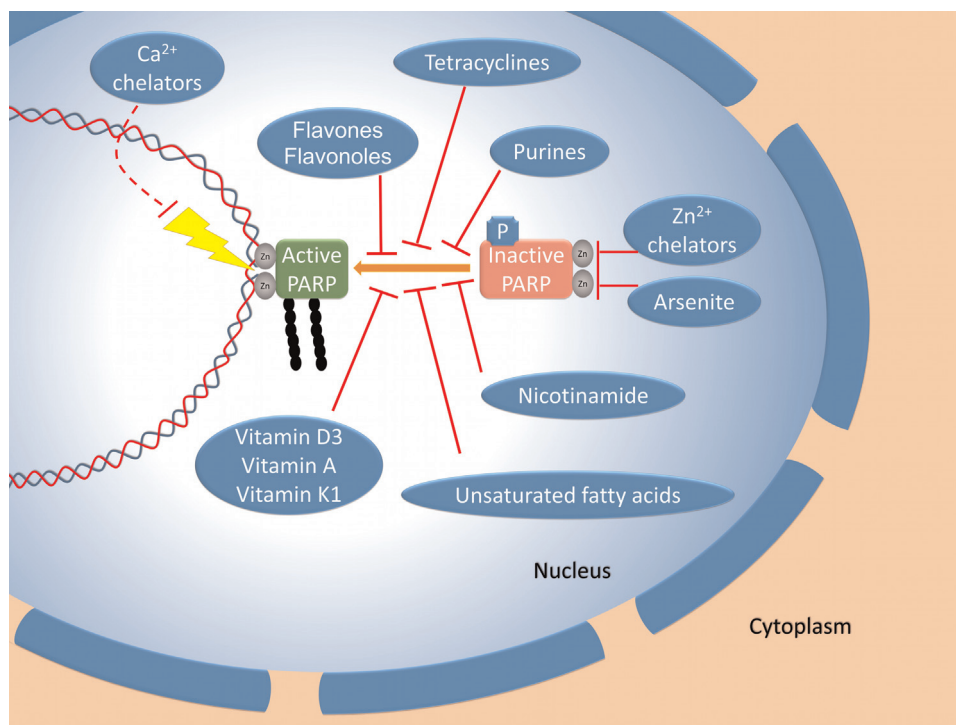 Ca²⁺
chelators
Tetracyclines
Flavones
Flavonoles
Purines
Zn²⁺
chelators
P
Zn
Active
PARP
Zn
Inactive
PARP
Zn
Zn
Arsenite
Nicotinamide
Vitamin D3
Vitamin A
Vitamin K1
Unsaturated fatty acids
Nucleus
Cytoplasm